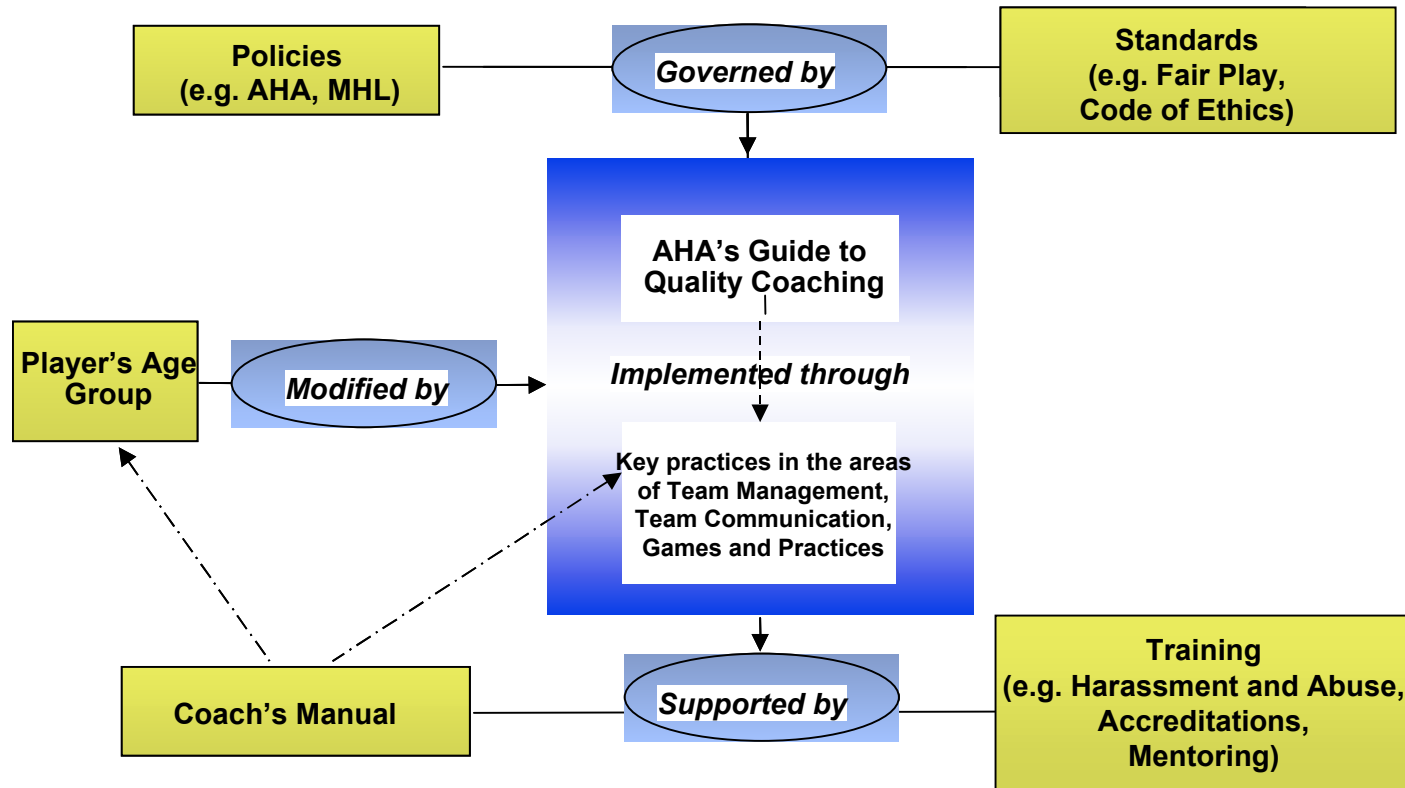 Policies
(e.g. AHA, MHL)
Governed by
Standards
(e.g. Fair Play,
Code of Ethics)
AHA’s Guide to
Quality Coaching
Player’s Age
Group
Modified by
Implemented through
Key practices in the areas
of Team Management,
Team Communication,
Games and Practices
Coach’s Manual
Supported by
Training
(e.g. Harassment and Abuse,
Accreditations,
Mentoring)